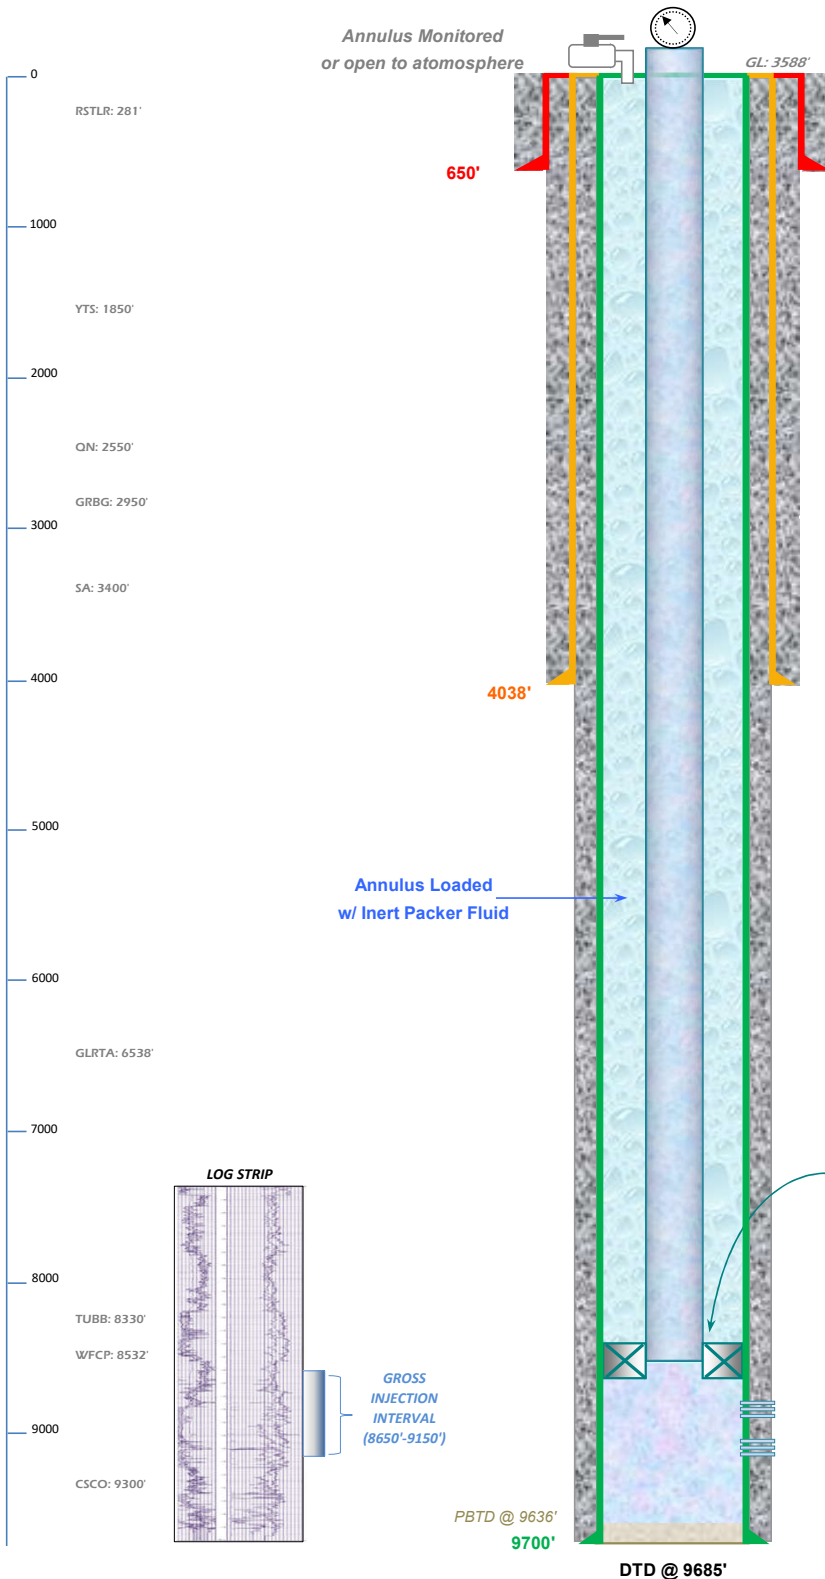 Annulus Monitored
or open to atomosphere
GL: 3588'
0
RSTLR: 281'
650'
1000
YTS: 1850'
2000
QN: 2550'
GRBG: 2950'
3000
SA: 3400'
4000
4038'
5000
Annulus Loaded
w/ Inert Packer Fluid
6000
GLRTA: 6538'
7000
LOG STRIP
8000
TUBB: 8330'
WFCP: 8532'
GROSS
INJECTION
INTERVAL
(8650'-9150')
9000
CSCO: 9300'
PBTD @ 9636'
9700'
DTD @ 9685'